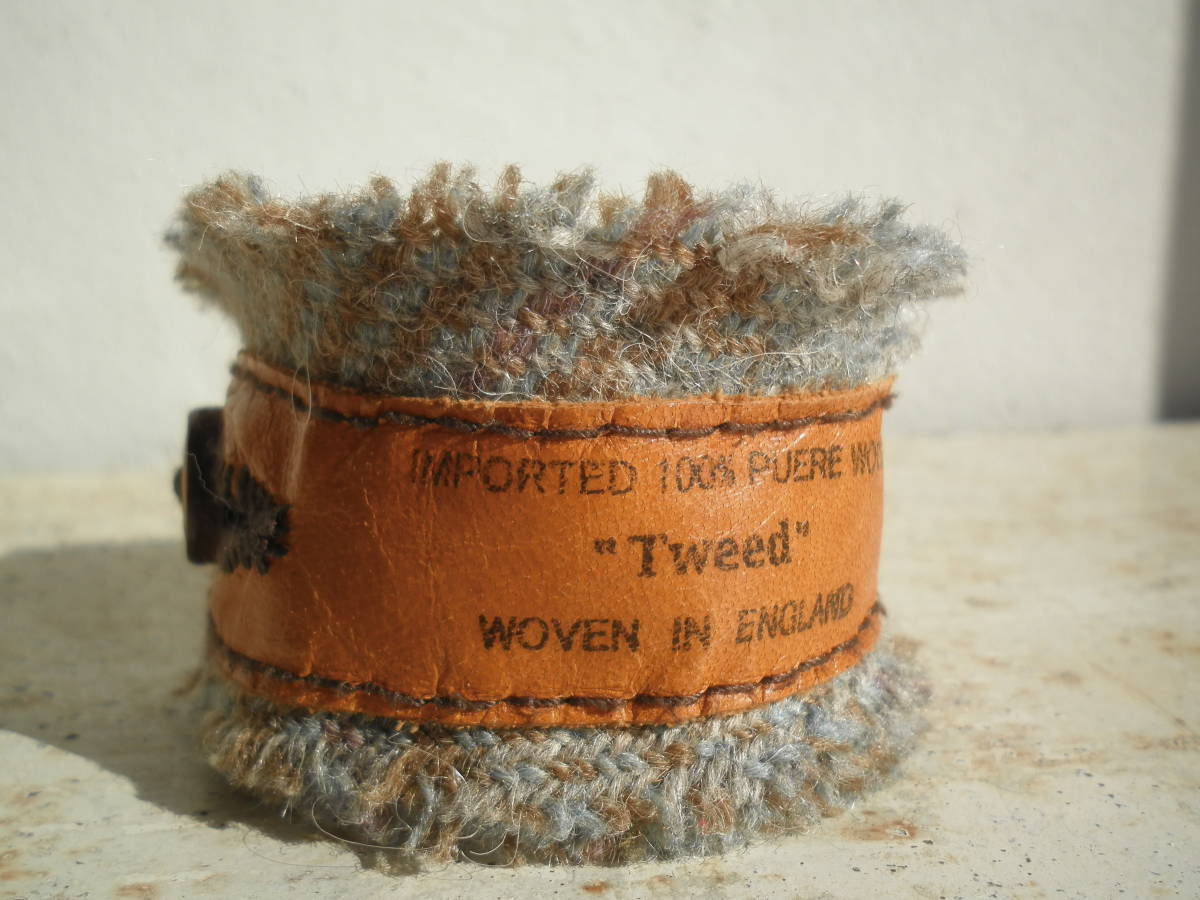 IMPORTED 100% PUERE
"Tweed"
WOVEN IN ENGLAND